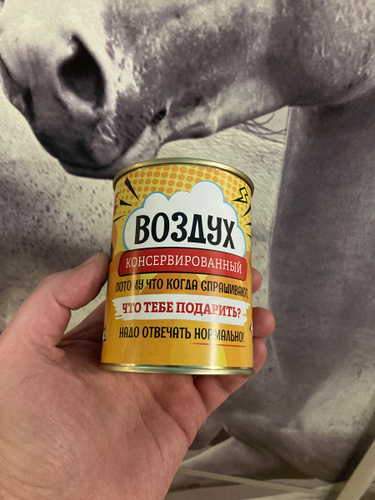 ВОЗДУХ
КОНСЕРВИРОВАННЫЙ
ПОТОМУ ЧТО КОГДА СПРАШИВАЮТ,
ЧТО ТЕБЕ ПОДАРИТЬ?
НАДО ОТВЕЧАТЬ НОРМАЛЬНО!